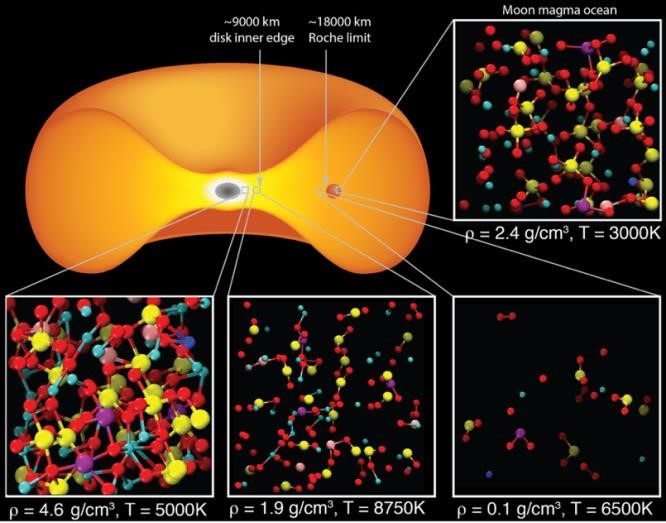 ~9000 km
disk inner edge
~18000 km
Roche limit
Moon magma ocean
ρ = 2.4 g/cm³, T = 3000K
ρ = 4.6 g/cm³, T = 5000K
ρ = 1.9 g/cm³, T = 8750K
ρ = 0.1 g/cm³, T = 6500K